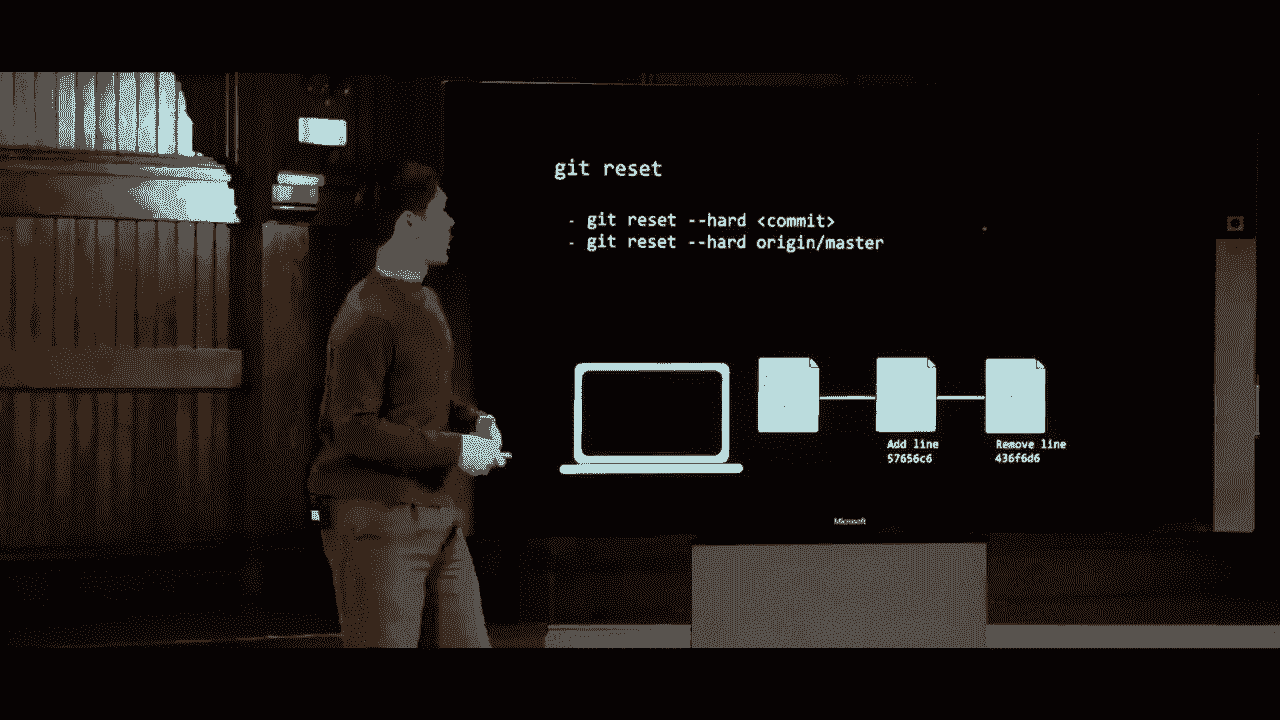 git reset
- git reset --hard <commit>
- git reset --hard origin/master
Add line
57656c6
Remove line
436f6d6
Microsoft